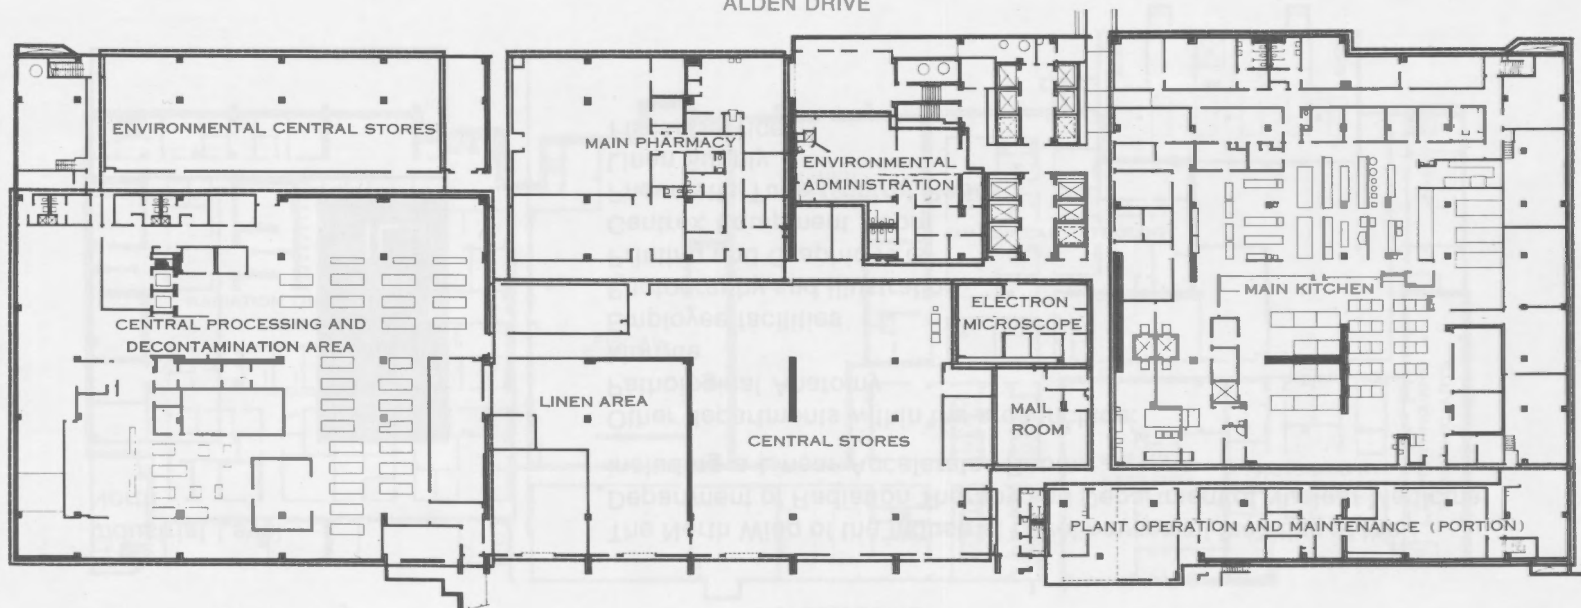 ALDEN DRIVE
ENVIRONMENTAL CENTRAL STORES
MAIN PHARMACY
ENVIRONMENTAL
ADMINISTRATION
MAIN KITCHEN
ELECTRON
MICROSCOPE
CENTRAL PROCESSING AND
DECONTAMINATION AREA
LINEN AREA
MAIL
ROOM
CENTRAL STORES
PLANT OPERATION AND MAINTENANCE (PORTION)